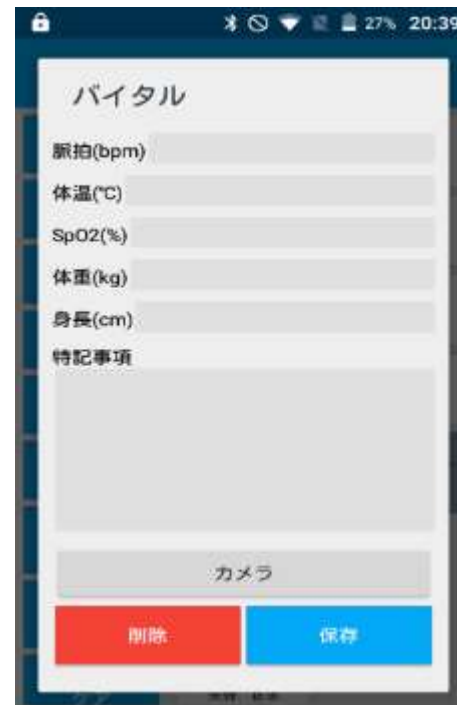 27% 20:39
バイタル
脈拍(bpm)
体温(℃)
SpO2(%)
体重(kg)
身長(cm)
特記事項
カメラ
削除
保存